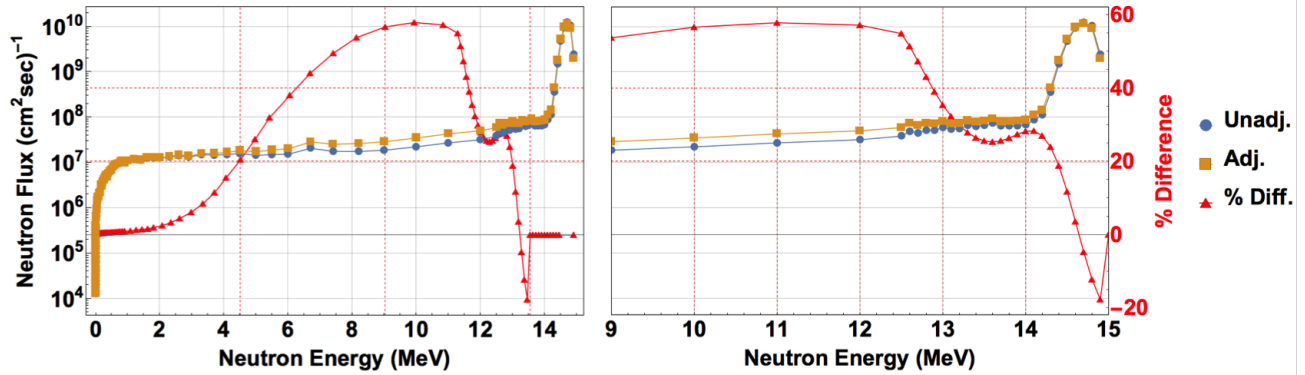 Neutron Flux (cm²sec)⁻¹
10¹⁰
10⁹
10⁸
10⁷
10⁶
10⁵
10⁴
0 2 4 6 8 10 12 14
Neutron Energy (MeV)
60
40
20
0
−20
% Difference
9 10 11 12 13 14 15
Neutron Energy (MeV)
Unadj.
Adj.
% Diff.